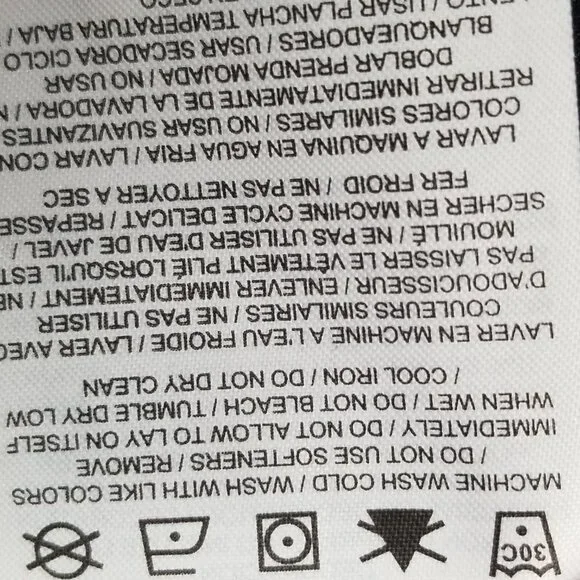 30C
MACHINE WASH COLD / WASH WITH LIKE COLORS
/ DO NOT USE SOFTENERS / REMOVE
IMMEDIATELY / DO NOT ALLOW TO LAY ON ITSELF
WHEN WET / DO NOT BLEACH / TUMBLE DRY LOW
/ COOL IRON / DO NOT DRY CLEAN
LAVER EN MACHINE A L'EAU FROIDE / LAVER AVEC
COULEURS SIMILAIRES / NE PAS UTILISER
D'ADOUCISSEUR / ENLEVER IMMEDIATEMENT / NE
PAS LAISSER LE VÊTEMENT PLIÉ LORSQU'IL EST
MOUILLÉ / NE PAS UTILISER D'EAU DE JAVEL /
SECHER EN MACHINE CYCLE DELICAT / REPASSE
FER FROID / NE PAS NETTOYER A SEC
LAVAR A MAQUINA EN AGUA FRIA / LAVAR CON
COLORES SIMILARES / NO USAR SUAVIZANTES
RETIRAR INMEDIATAMENTE DE LA LAVADORA / N
DOBLAR PRENDA MOJADA / NO USAR
BLANQUEADORES / USAR SECADORA CICLO
LENTO / USAR PLANCHA TEMPERATURA BAJA /